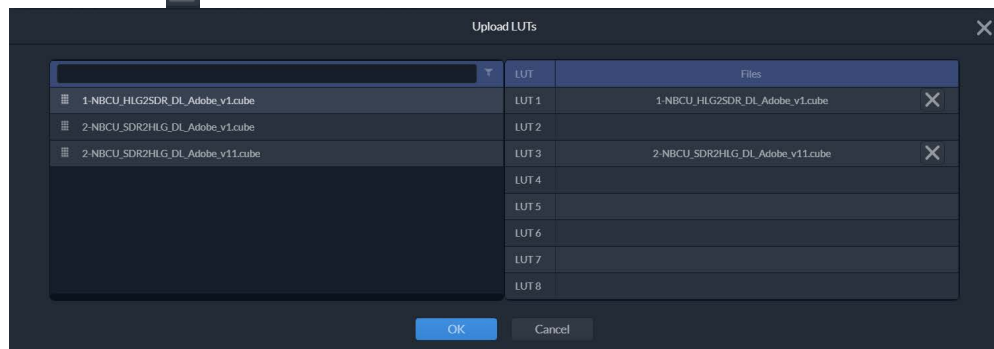 Upload LUTs
LUT Files
1-NBCU_HLG2SDR_DL_Adobe_v1.cube LUT 1 1-NBCU_HLG2SDR_DL_Adobe_v1.cube
2-NBCU_SDR2HLG_DL_Adobe_v1.cube LUT 2
2-NBCU_SDR2HLG_DL_Adobe_v11.cube LUT 3 2-NBCU_SDR2HLG_DL_Adobe_v11.cube
LUT 4
LUT 5
LUT 6
LUT 7
LUT 8
OK Cancel